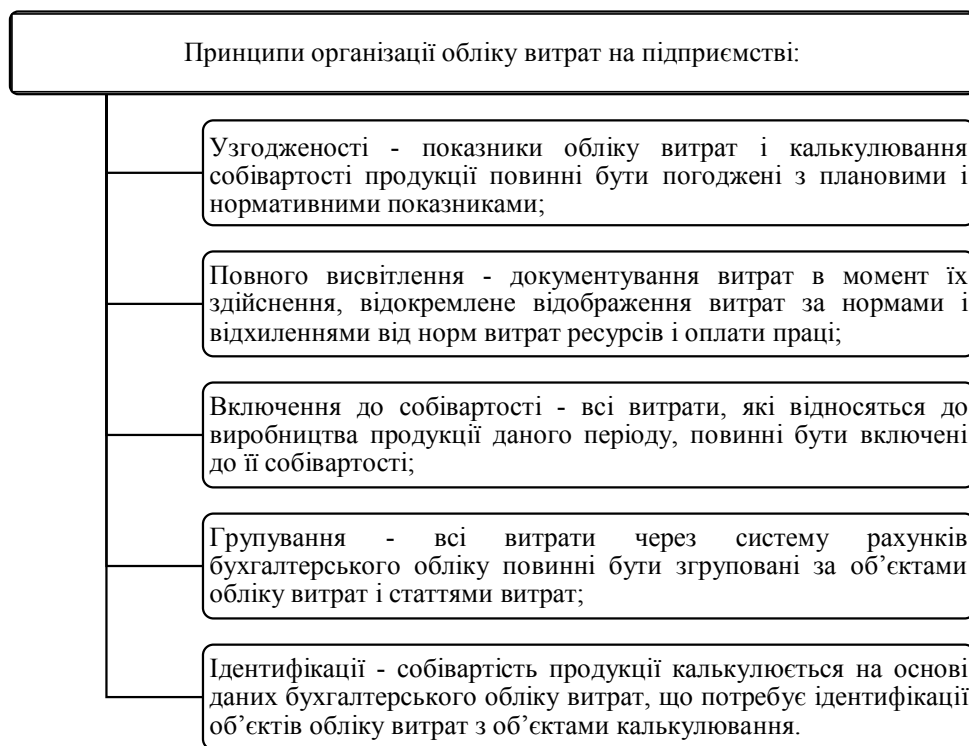 Принципи організації обліку витрат на підприємстві:
Узгодженості - показники обліку витрат і калькулювання
собівартості продукції повинні бути погоджені з плановими і
нормативними показниками;
Повного висвітлення - документування витрат в момент їх
здійснення, відокремлене відображення витрат за нормами і
відхиленнями від норм витрат ресурсів і оплати праці;
Включення до собівартості - всі витрати, які відносяться до
виробництва продукції даного періоду, повинні бути включені
до її собівартості;
Групування - всі витрати через систему рахунків
бухгалтерського обліку повинні бути згруповані за об’єктами
обліку витрат і статтями витрат;
Ідентифікації - собівартість продукції калькулюється на основі
даних бухгалтерського обліку витрат, що потребує ідентифікації
об’єктів обліку витрат з об’єктами калькулювання.